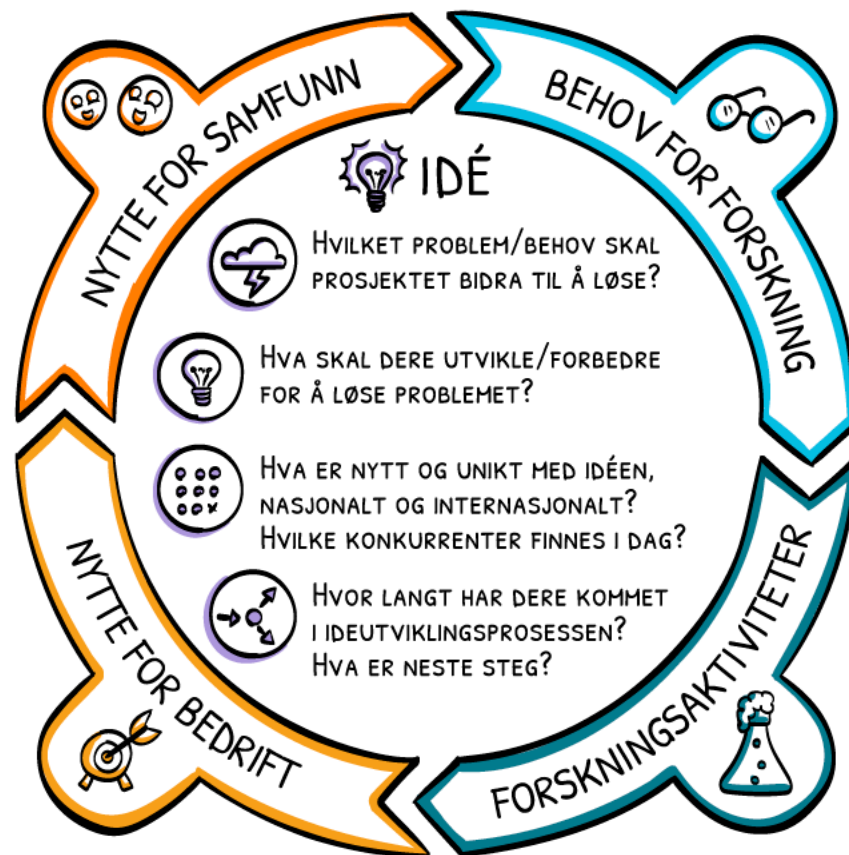 NYTTE FOR SAMFUNN
BEHOV FOR FORSKNING
IDÉ
HVILKET PROBLEM/BEHOV SKAL
PROSJEKTET BIDRA TIL Å LØSE?
HVA SKAL DERE UTVIKLE/FORBEDRE
FOR Å LØSE PROBLEMET?
HVA ER NYTT OG UNIKT MED IDÉEN,
NASJONALT OG INTERNASJONALT?
HVILKE KONKURRENTER FINNES I DAG?
HVOR LANGT HAR DERE KOMMET
I IDEUTVIKLINGSPROSESSEN?
HVA ER NESTE STEG?
FORSKNINGSAKTIVITETER
NYTTE FOR BEDRIFT